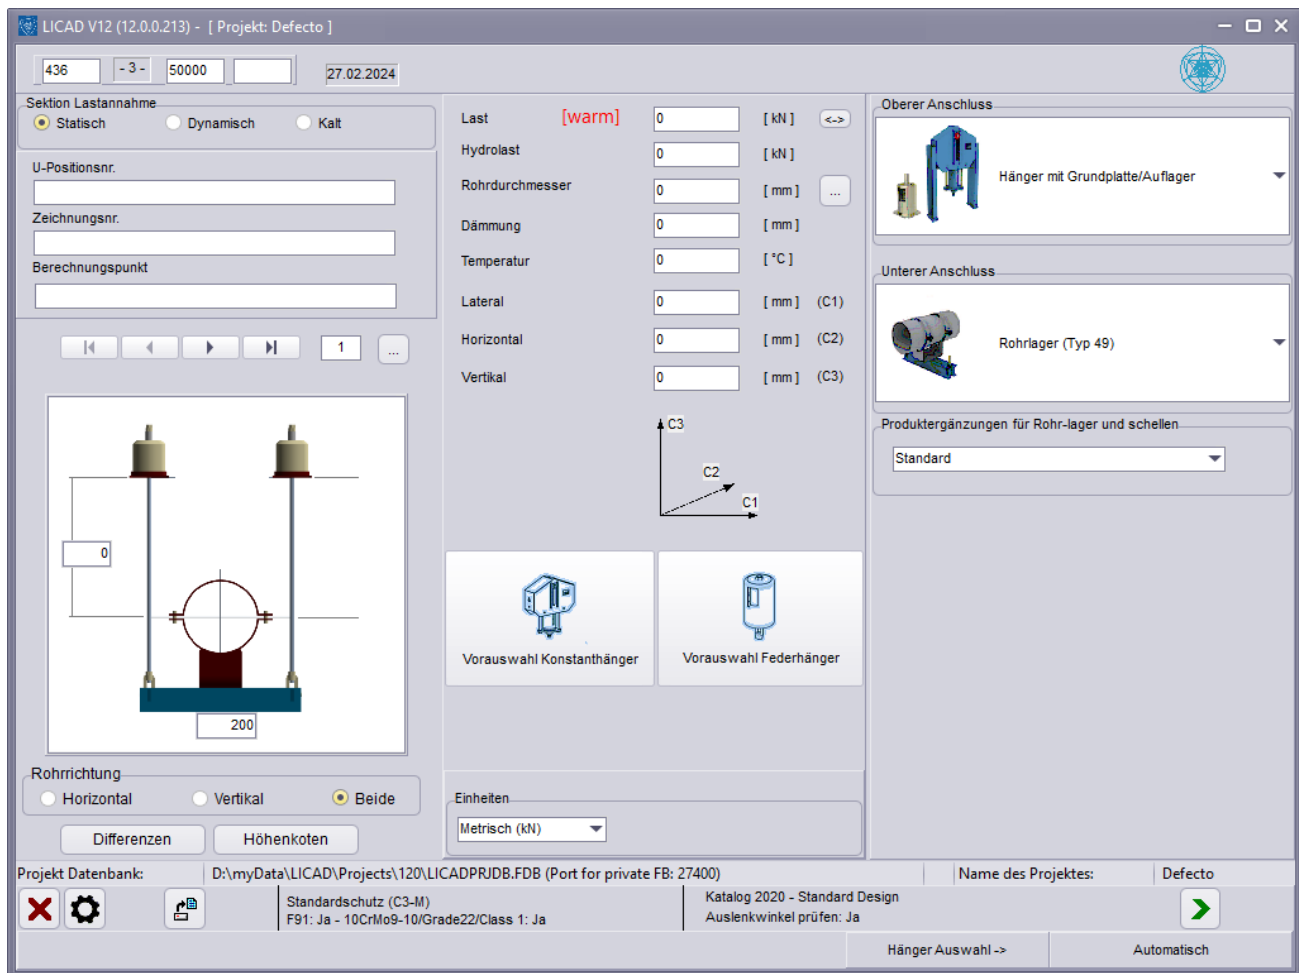 LICAD V12 (12.0.0.213) - [ Projekt: Defecto ]
436 - 3 - 50000 27.02.2024
Sektion Lastannahme
Statisch Dynamisch Kalt
U-Positionsnr.
Zeichnungsnr.
Berechnungspunkt
1 ...
0
200
Rohrrichtung
Horizontal Vertikal Beide
Differenzen Höhenkoten
Last [warm] 0 [ kN ] <->
Hydrolast 0 [ kN ]
Rohrdurchmesser 0 [ mm ] ...
Dämmung 0 [ mm ]
Temperatur 0 [ °C ]
Lateral 0 [ mm ] (C1)
Horizontal 0 [ mm ] (C2)
Vertikal 0 [ mm ] (C3)
C3
C2
C1
Vorauswahl Konstanthänger Vorauswahl Federhänger
Einheiten
Metrisch (kN)
Oberer Anschluss
Hänger mit Grundplatte/Auflager
Unterer Anschluss
Rohrlager (Typ 49)
Produktergänzungen für Rohr-lager und schellen
Standard
Projekt Datenbank: D:\myData\LICAD\Projects\120\LICADPRJDB.FDB (Port for private FB: 27400) Name des Projektes: Defecto
Standardschutz (C3-M)
F91: Ja - 10CrMo9-10/Grade22/Class 1: Ja
Katalog 2020 - Standard Design
Auslenkwinkel prüfen: Ja
Hänger Auswahl -> Automatisch